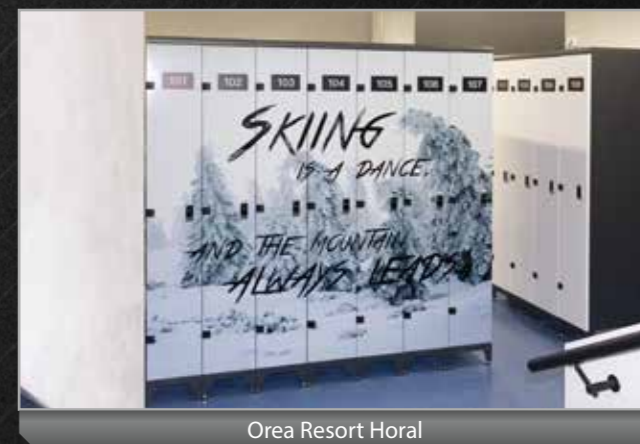 101 102 103 104 105 106 107
SKIING
IS A DANCE,
AND THE MOUNTAIN
ALWAYS LEADS
Orea Resort Horal